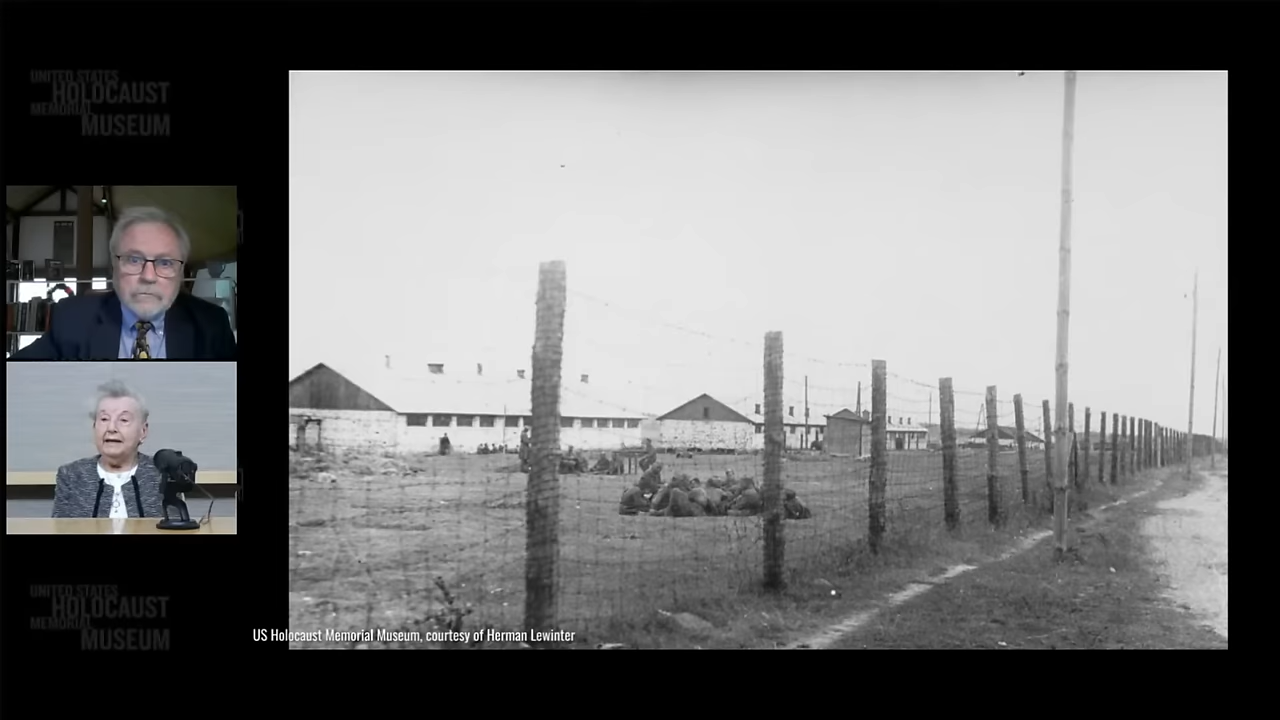 UNITED STATES
HOLOCAUST
MEMORIAL
MUSEUM
US Holocaust Memorial Museum, courtesy of Herman Lewinter
UNITED STATES
HOLOCAUST
MEMORIAL
MUSEUM